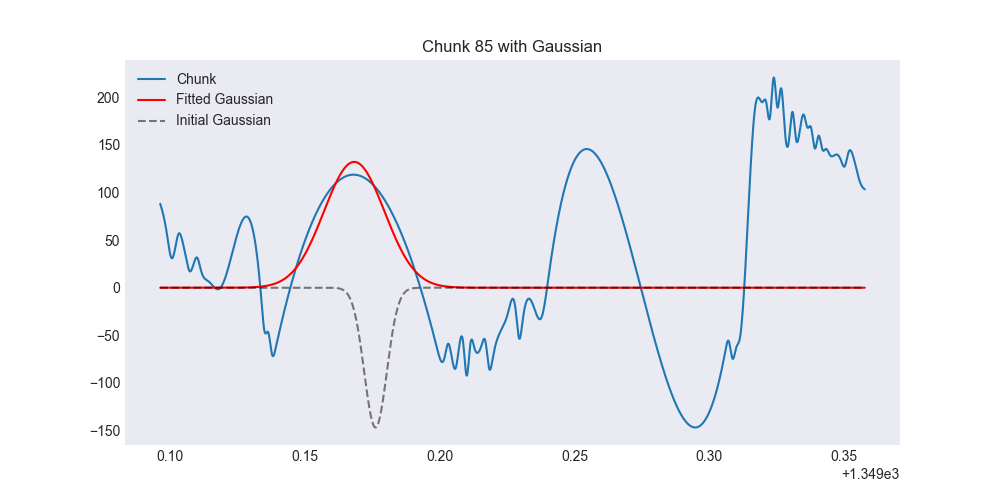 Chunk 85 with Gaussian
Chunk
Fitted Gaussian
Initial Gaussian
200
150
100
50
0
−50
−100
−150
0.10 0.15 0.20 0.25 0.30 0.35
+1.349e3